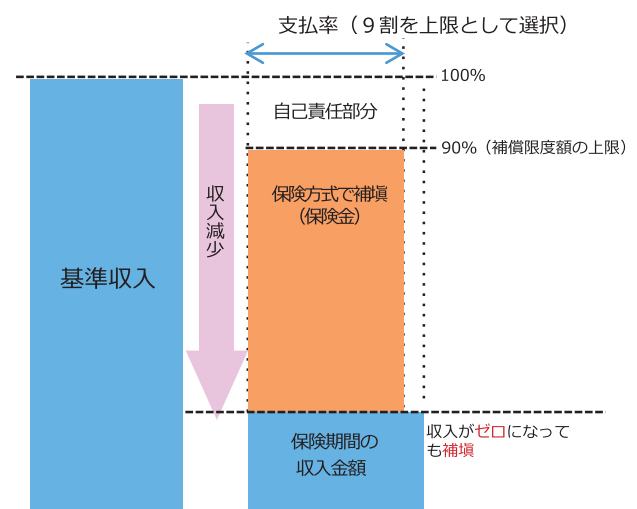 支払率（９割を上限として選択）
100%
自己責任部分
90%（補償限度額の上限）
保険方式で補塡
（保険金）
収入減少
基準収入
収入がゼロになって
も補塡
保険期間の
収入金額